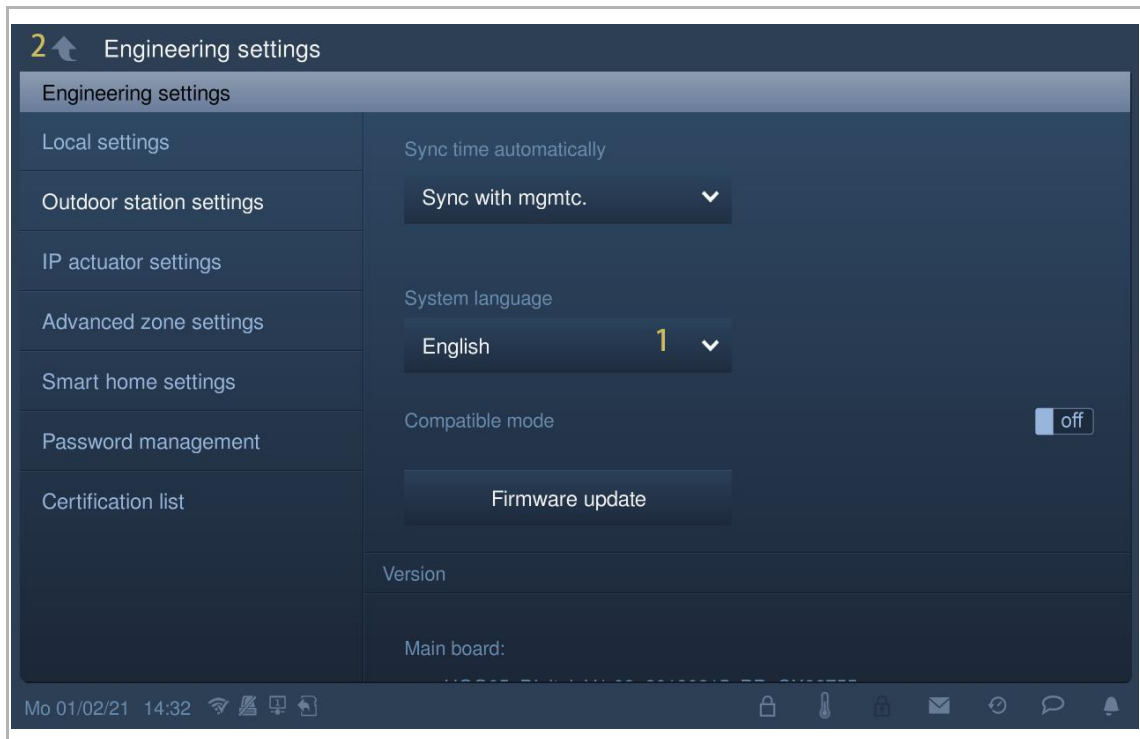 2 Engineering settings
Engineering settings
Local settings
Outdoor station settings
IP actuator settings
Advanced zone settings
Smart home settings
Password management
Certification list
Sync time automatically
Sync with mgmtc.
System language
English 1
Compatible mode off
Firmware update
Version
Main board:
Mo 01/02/21 14:32